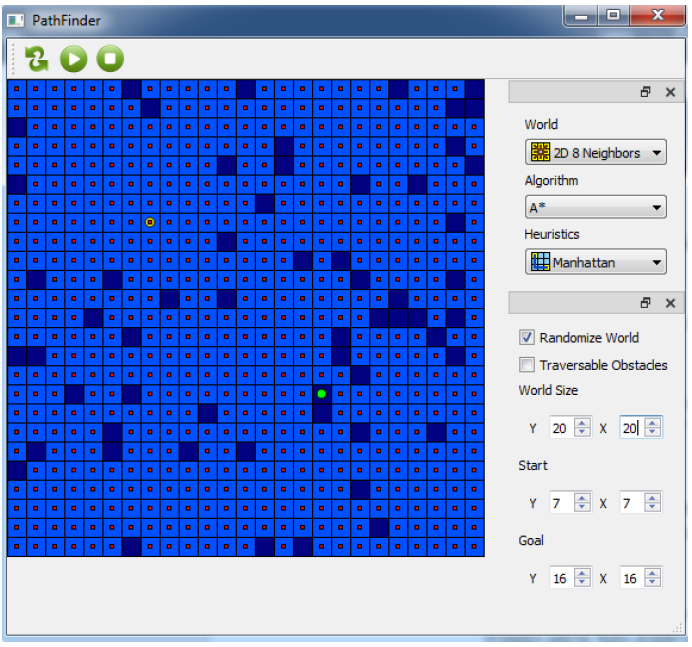 PathFinder
World
2D 8 Neighbors
Algorithm
A*
Heuristics
Manhattan
Randomize World
Traversable Obstacles
World Size
Y 20 X 20
Start
Y 7 X 7
Goal
Y 16 X 16